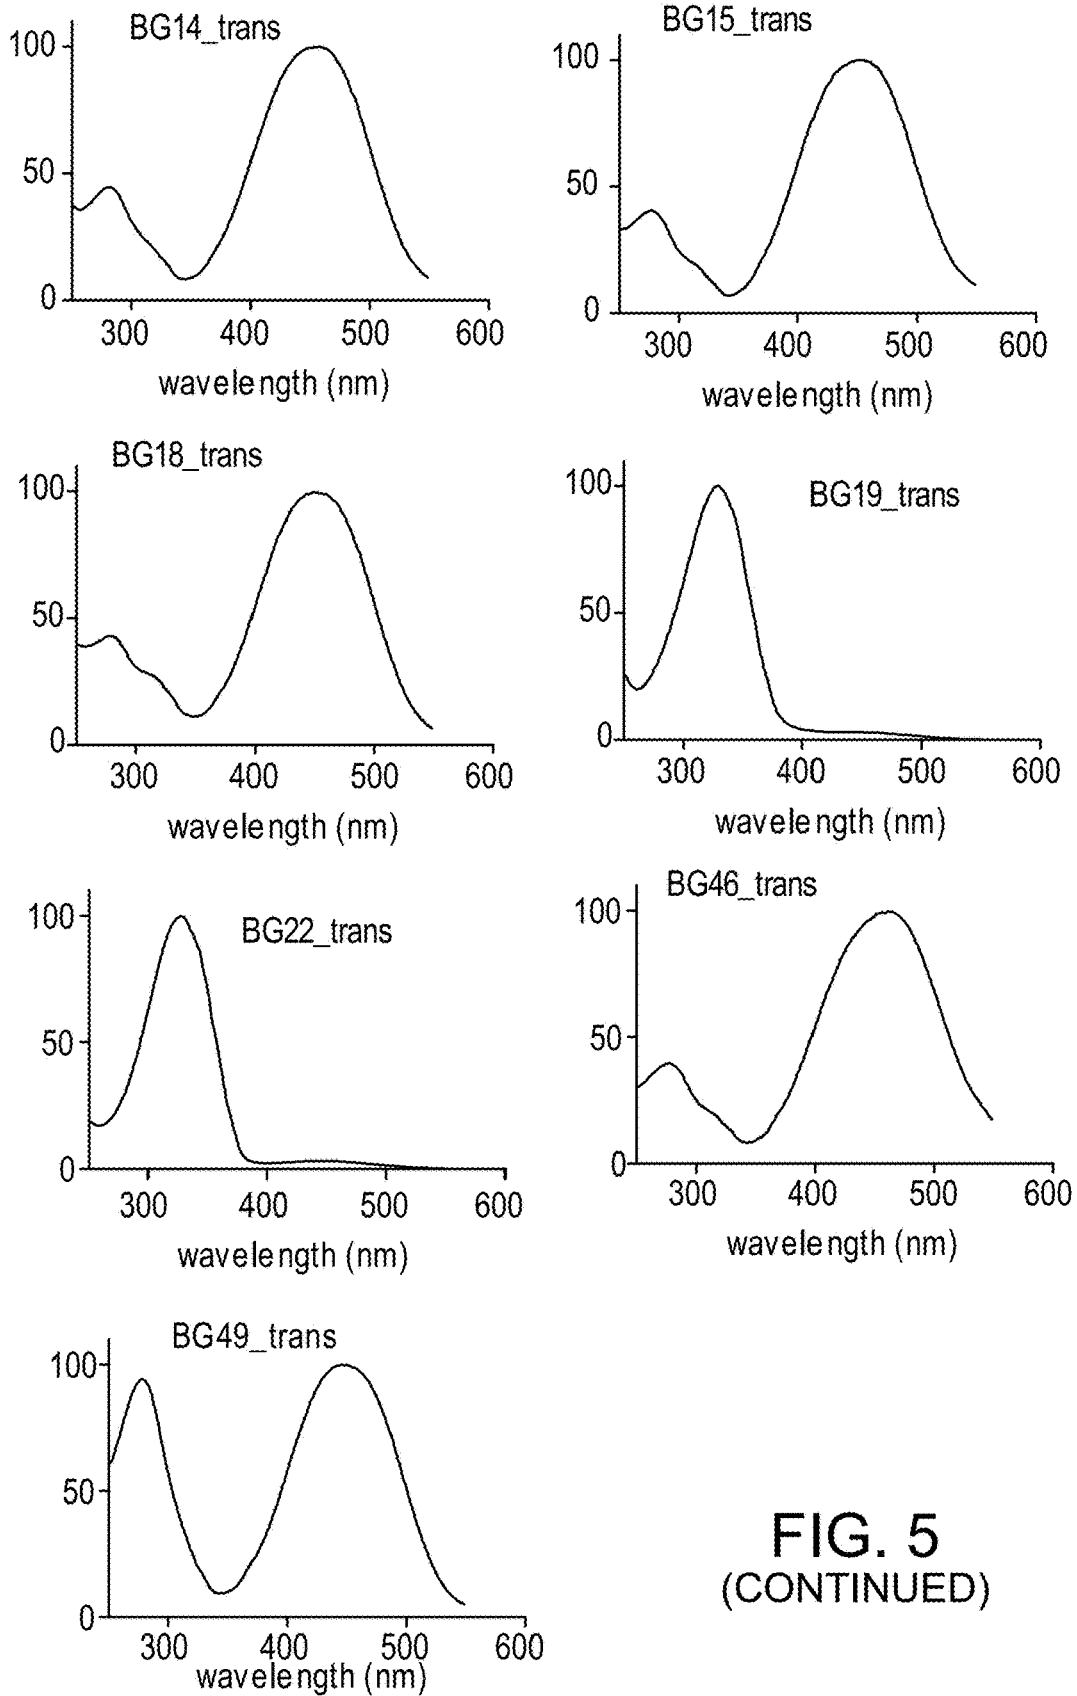 BG14_trans
100
50
0
300 400 500 600
wavelength (nm)
BG15_trans
100
50
0
300 400 500 600
wavelength (nm)
BG18_trans
100
50
0
300 400 500 600
wavelength (nm)
BG19_trans
100
50
0
300 400 500 600
wavelength (nm)
BG22_trans
100
50
0
300 400 500 600
wavelength (nm)
BG46_trans
100
50
0
300 400 500 600
wavelength (nm)
BG49_trans
100
50
0
300 400 500 600
wavelength (nm)
FIG. 5
(CONTINUED)